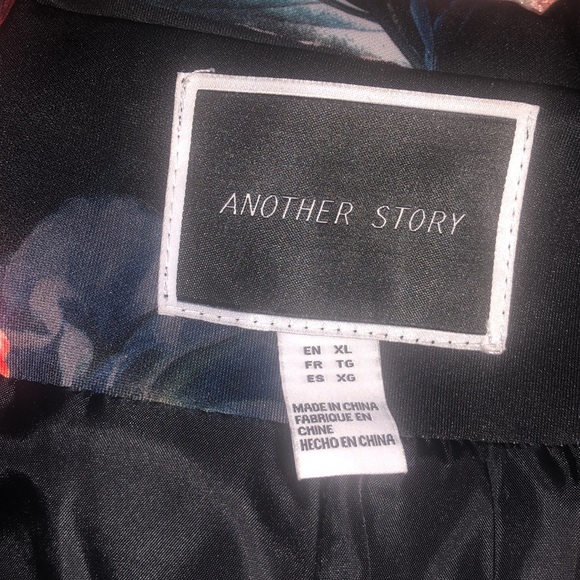 ANOTHER STORY
EN XL
FR TG
ES XG
MADE IN CHINA
FABRIQUE EN
CHINE
HECHO EN CHINA